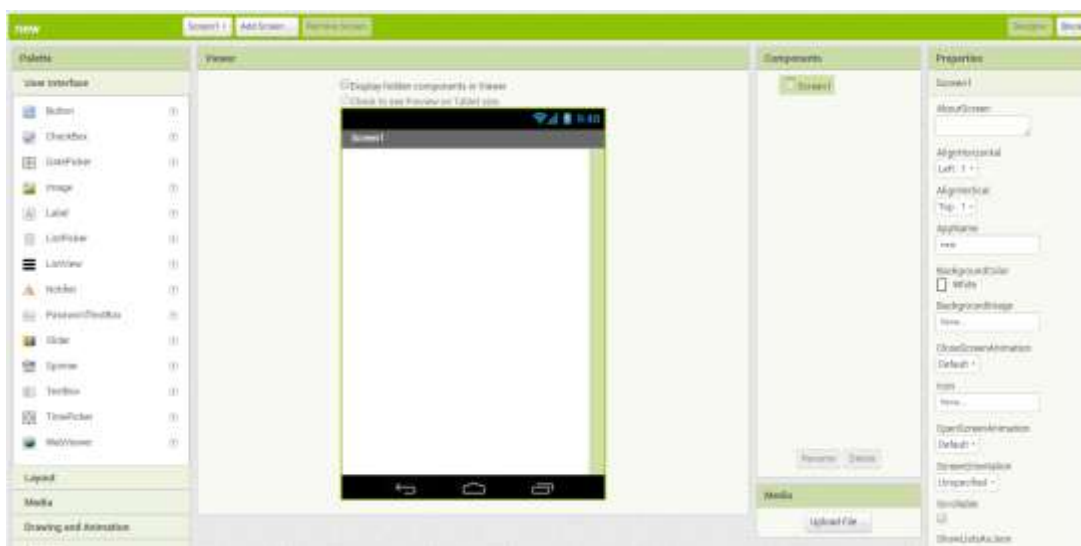 new
Screen1
Add Screen ...
Remove Screen
Designer
Palette
User Interface
Button
CheckBox
DatePicker
Image
Label
ListPicker
ListView
Notifier
PasswordTextBox
Slider
Spinner
TextBox
TimePicker
WebViewer
Layout
Media
Drawing and Animation
Viewer
Display hidden components in Viewer
Check to see Preview on Tablet size.
9:48
Screen1
Components
Screen1
Rename Delete
Media
Upload File ...
Properties
Screen1
AboutScreen
AlignHorizontal
Left : 1
AlignVertical
Top : 1
AppName
new
BackgroundColor
White
BackgroundImage
None...
CloseScreenAnimation
Default
Icon
None...
OpenScreenAnimation
Default
ScreenOrientation
Unspecified
Scrollable
ShowListsAsJson